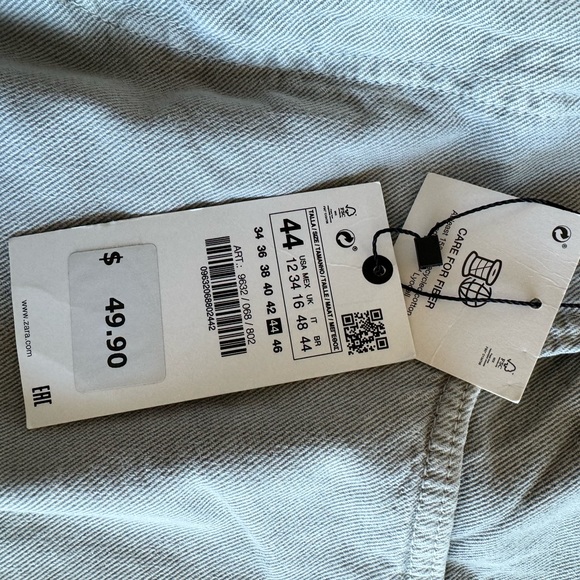 TALLA / SIZE / TAMANHO / TAILLE / MAAT / MISURA
44
USA MEX UK IT BR
12 34 16 48 44
34 36 38 40 42 44 46
ART.: 9632 / 068 / 802
09632068802442
$ 49.90
www.zara.com
EAC
CARE FOR FIBER